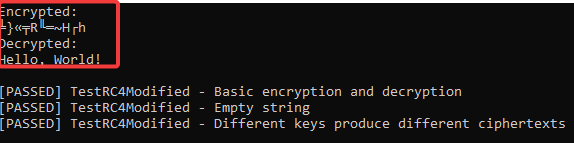 Encrypted:
╘}«╤R╙═~H┌h
Decrypted:
Hello, World!
[PASSED] TestRC4Modified - Basic encryption and decryption
[PASSED] TestRC4Modified - Empty string
[PASSED] TestRC4Modified - Different keys produce different ciphertexts